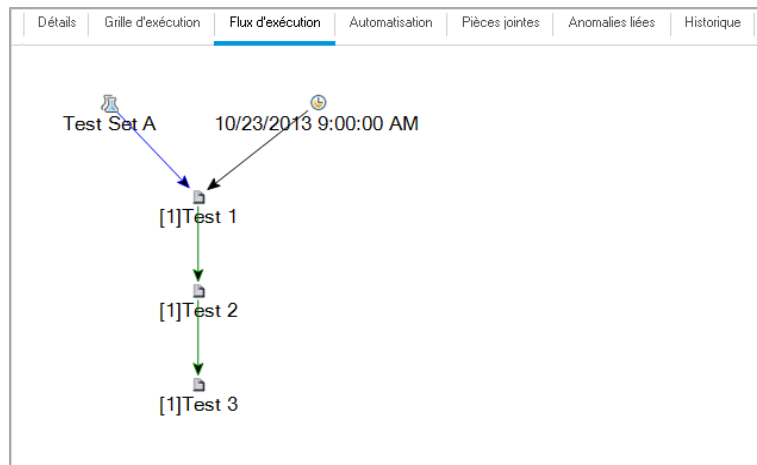 Détails Grille d'exécution Flux d'exécution Automatisation Pièces jointes Anomalies liées Historique
Test Set A 10/23/2013 9:00:00 AM
[1]Test 1
[1]Test 2
[1]Test 3